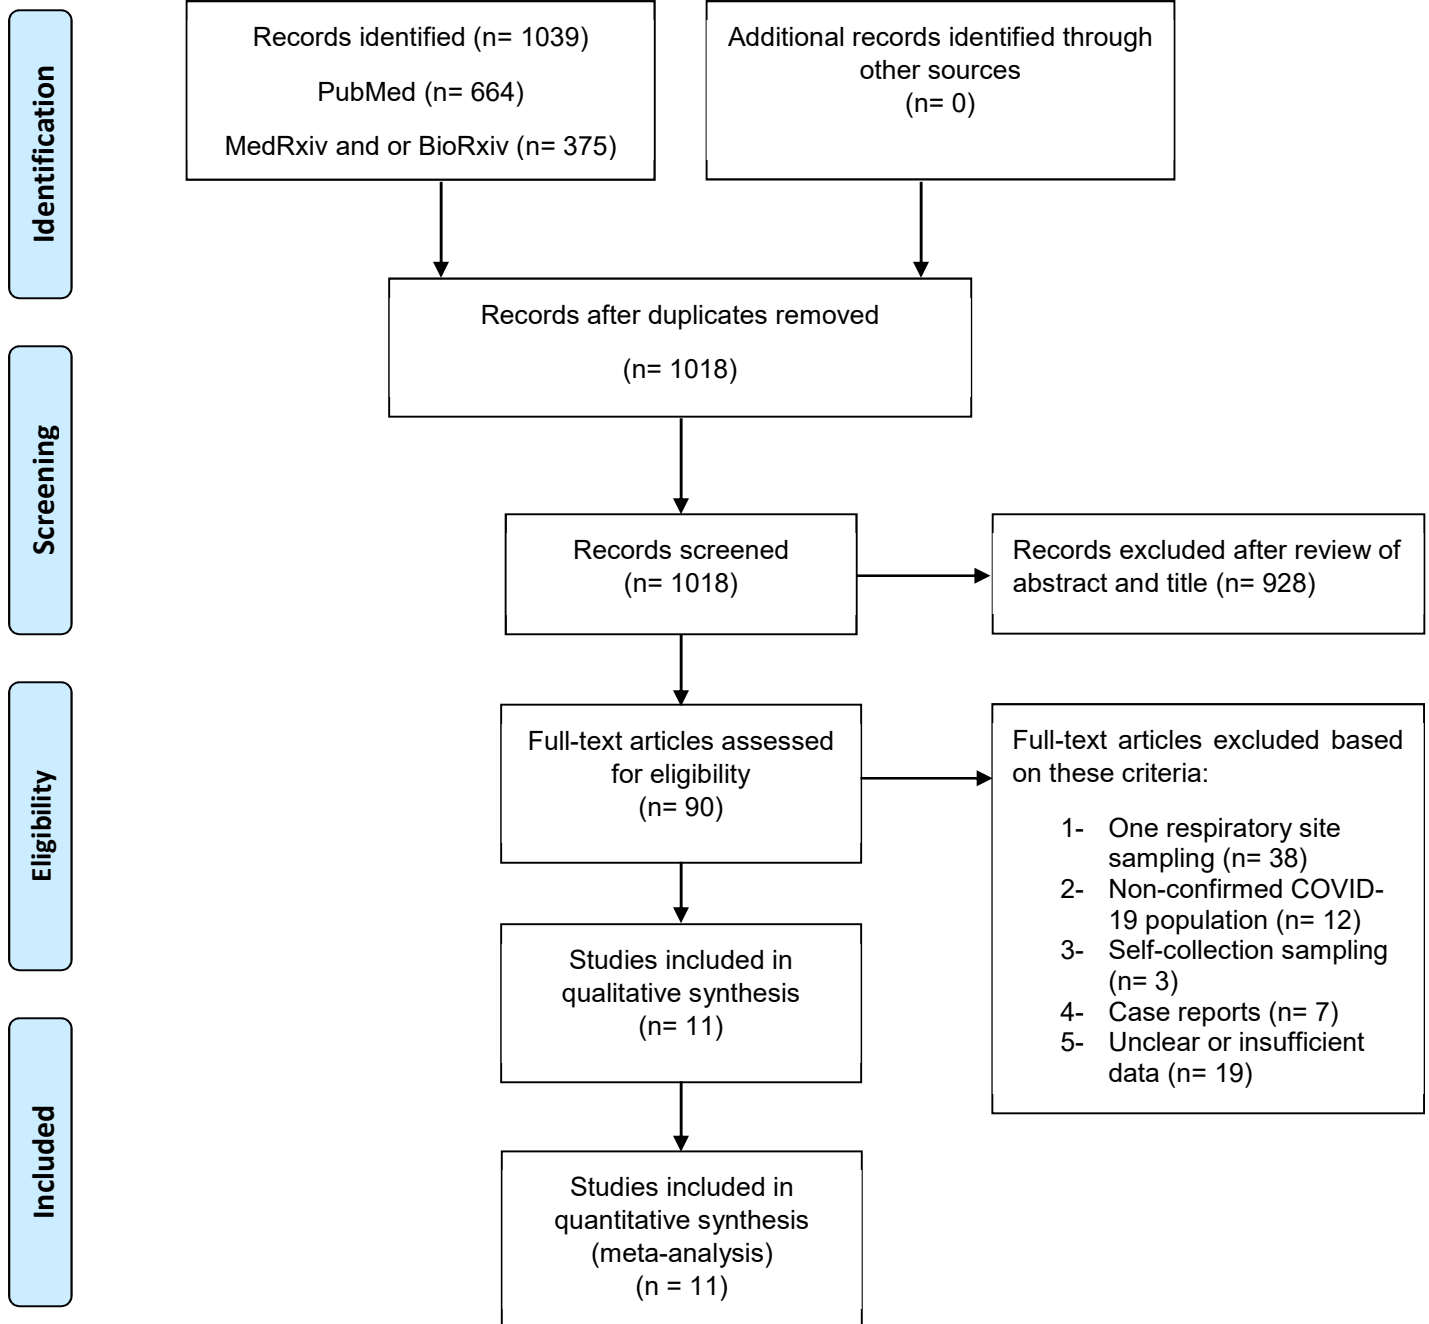 Identification
Records identified (n= 1039)
PubMed (n= 664)
MedRxiv and or BioRxiv (n= 375)
Additional records identified through
other sources
(n= 0)
Records after duplicates removed
(n= 1018)
Screening
Records screened
(n= 1018)
Records excluded after review of
abstract and title (n= 928)
Eligibility
Full-text articles assessed
for eligibility
(n= 90)
Full-text articles excluded based
on these criteria:
1- One respiratory site
sampling (n= 38)
2- Non-confirmed COVID-
19 population (n= 12)
3- Self-collection sampling
(n= 3)
4- Case reports (n= 7)
5- Unclear or insufficient
data (n= 19)
Studies included in
qualitative synthesis
(n= 11)
Included
Studies included in
quantitative synthesis
(meta-analysis)
(n = 11)